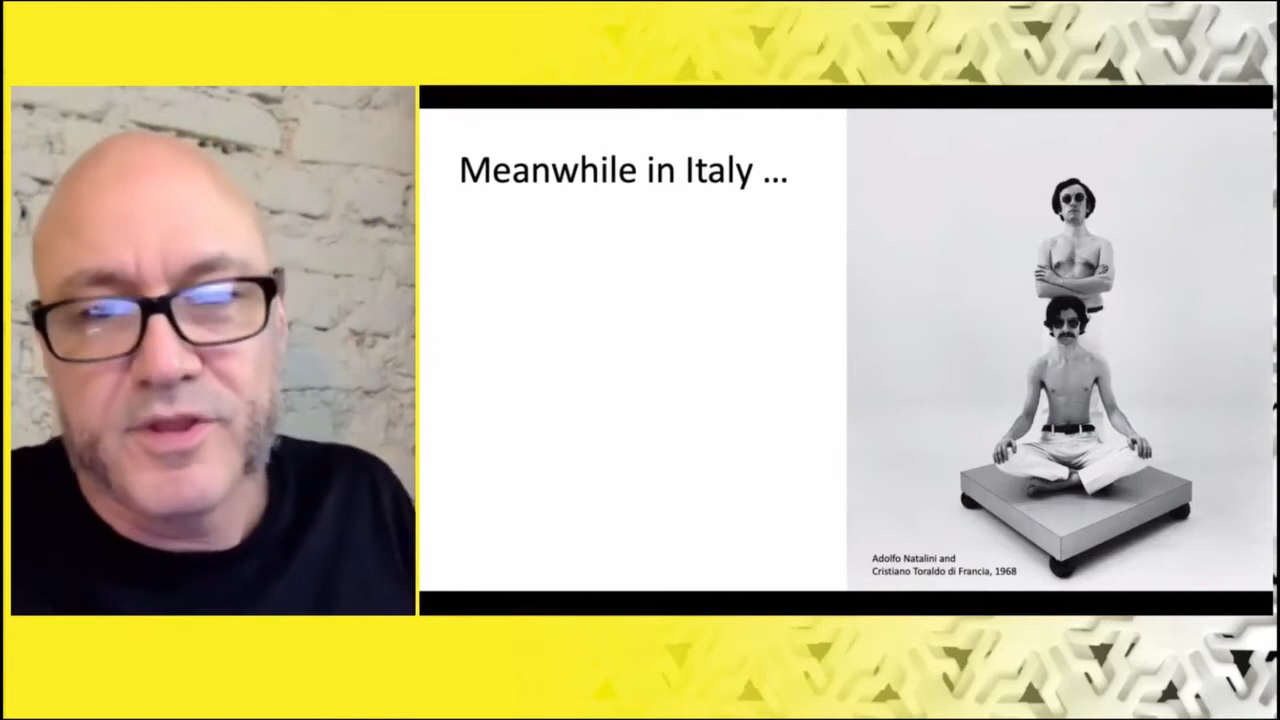 Meanwhile in Italy ...
Adolfo Natalini and
Cristiano Toraldo di Francia, 1968